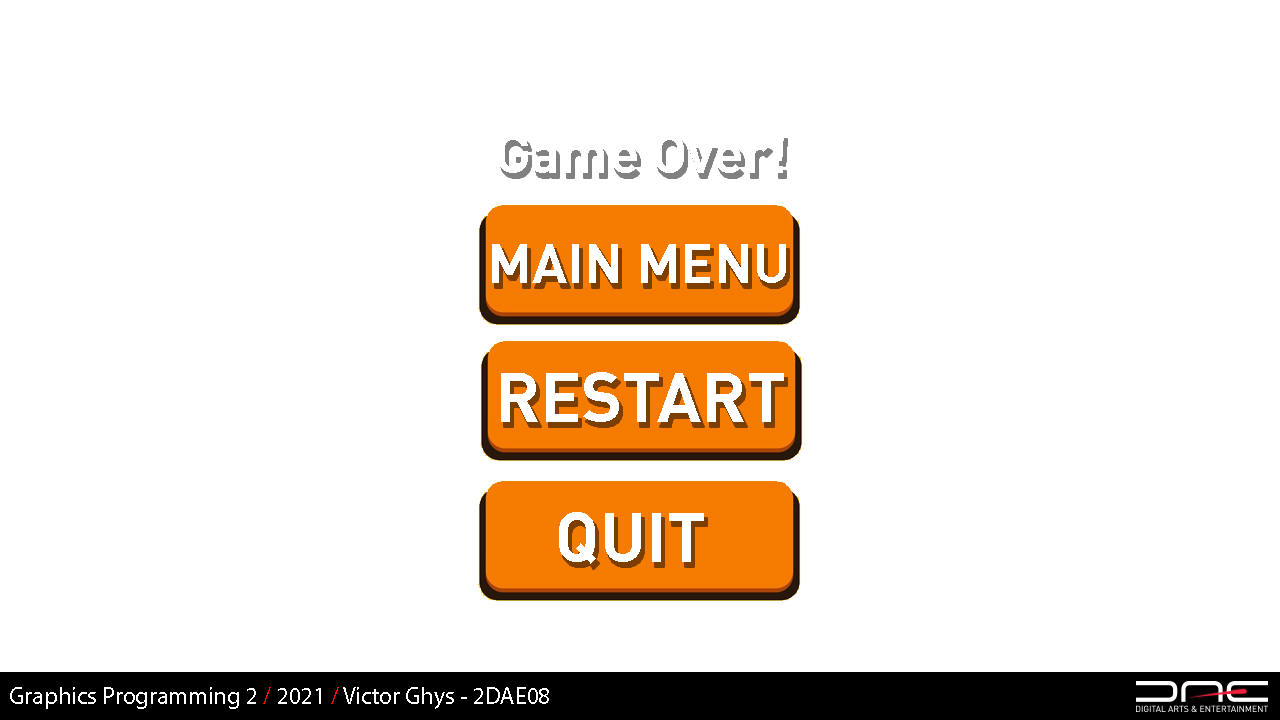 Game Over!
MAIN MENU
RESTART
QUIT
Graphics Programming 2 / 2021 / Victor Ghys - 2DAE08
DAE
DIGITAL ARTS & ENTERTAINMENT